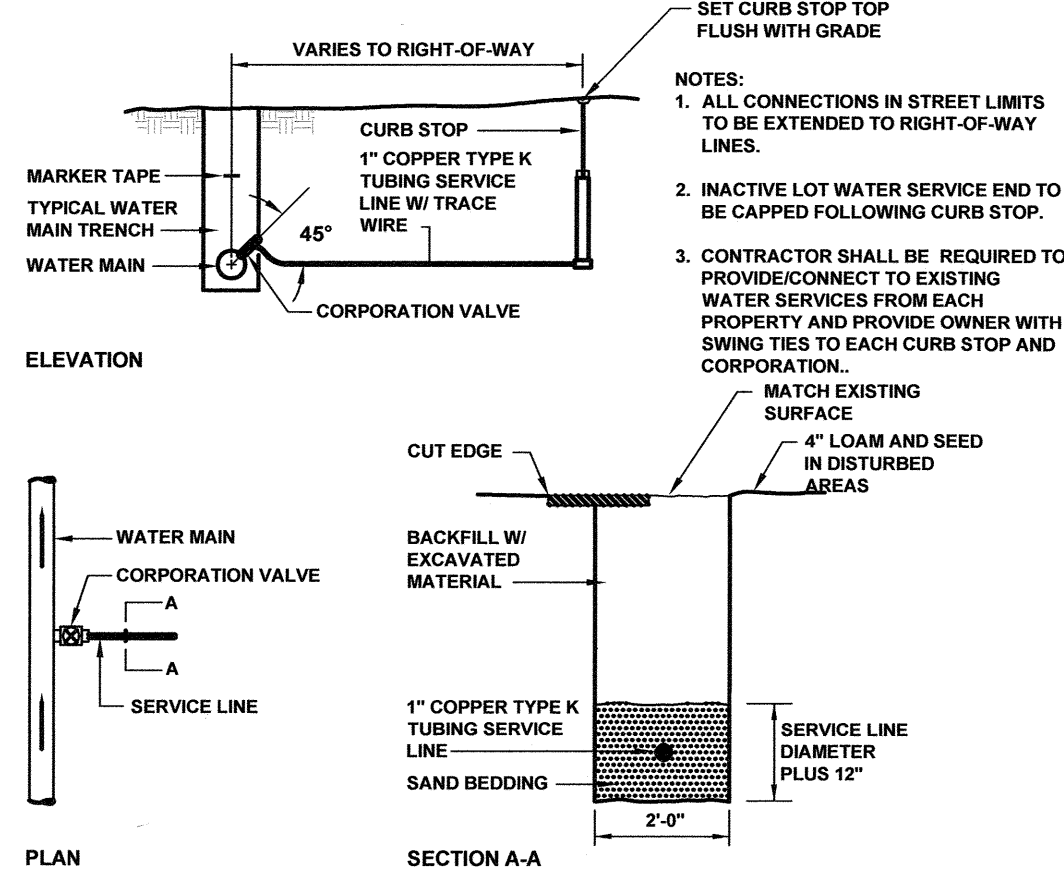 SET CURB STOP TOP
FLUSH WITH GRADE
VARIES TO RIGHT-OF-WAY
NOTES:
1. ALL CONNECTIONS IN STREET LIMITS
TO BE EXTENDED TO RIGHT-OF-WAY
LINES.
2. INACTIVE LOT WATER SERVICE END TO
BE CAPPED FOLLOWING CURB STOP.
3. CONTRACTOR SHALL BE REQUIRED TO
PROVIDE/CONNECT TO EXISTING
WATER SERVICES FROM EACH
PROPERTY AND PROVIDE OWNER WITH
SWING TIES TO EACH CURB STOP AND
CORPORATION..
CURB STOP
1" COPPER TYPE K
TUBING SERVICE
LINE W/ TRACE
WIRE
MARKER TAPE
TYPICAL WATER
MAIN TRENCH
WATER MAIN
45°
CORPORATION VALVE
ELEVATION
MATCH EXISTING
SURFACE
4" LOAM AND SEED
IN DISTURBED
AREAS
CUT EDGE
BACKFILL W/
EXCAVATED
MATERIAL
WATER MAIN
CORPORATION VALVE
A
A
SERVICE LINE
1" COPPER TYPE K
TUBING SERVICE
LINE
SAND BEDDING
SERVICE LINE
DIAMETER
PLUS 12"
2'-0"
PLAN
SECTION A-A